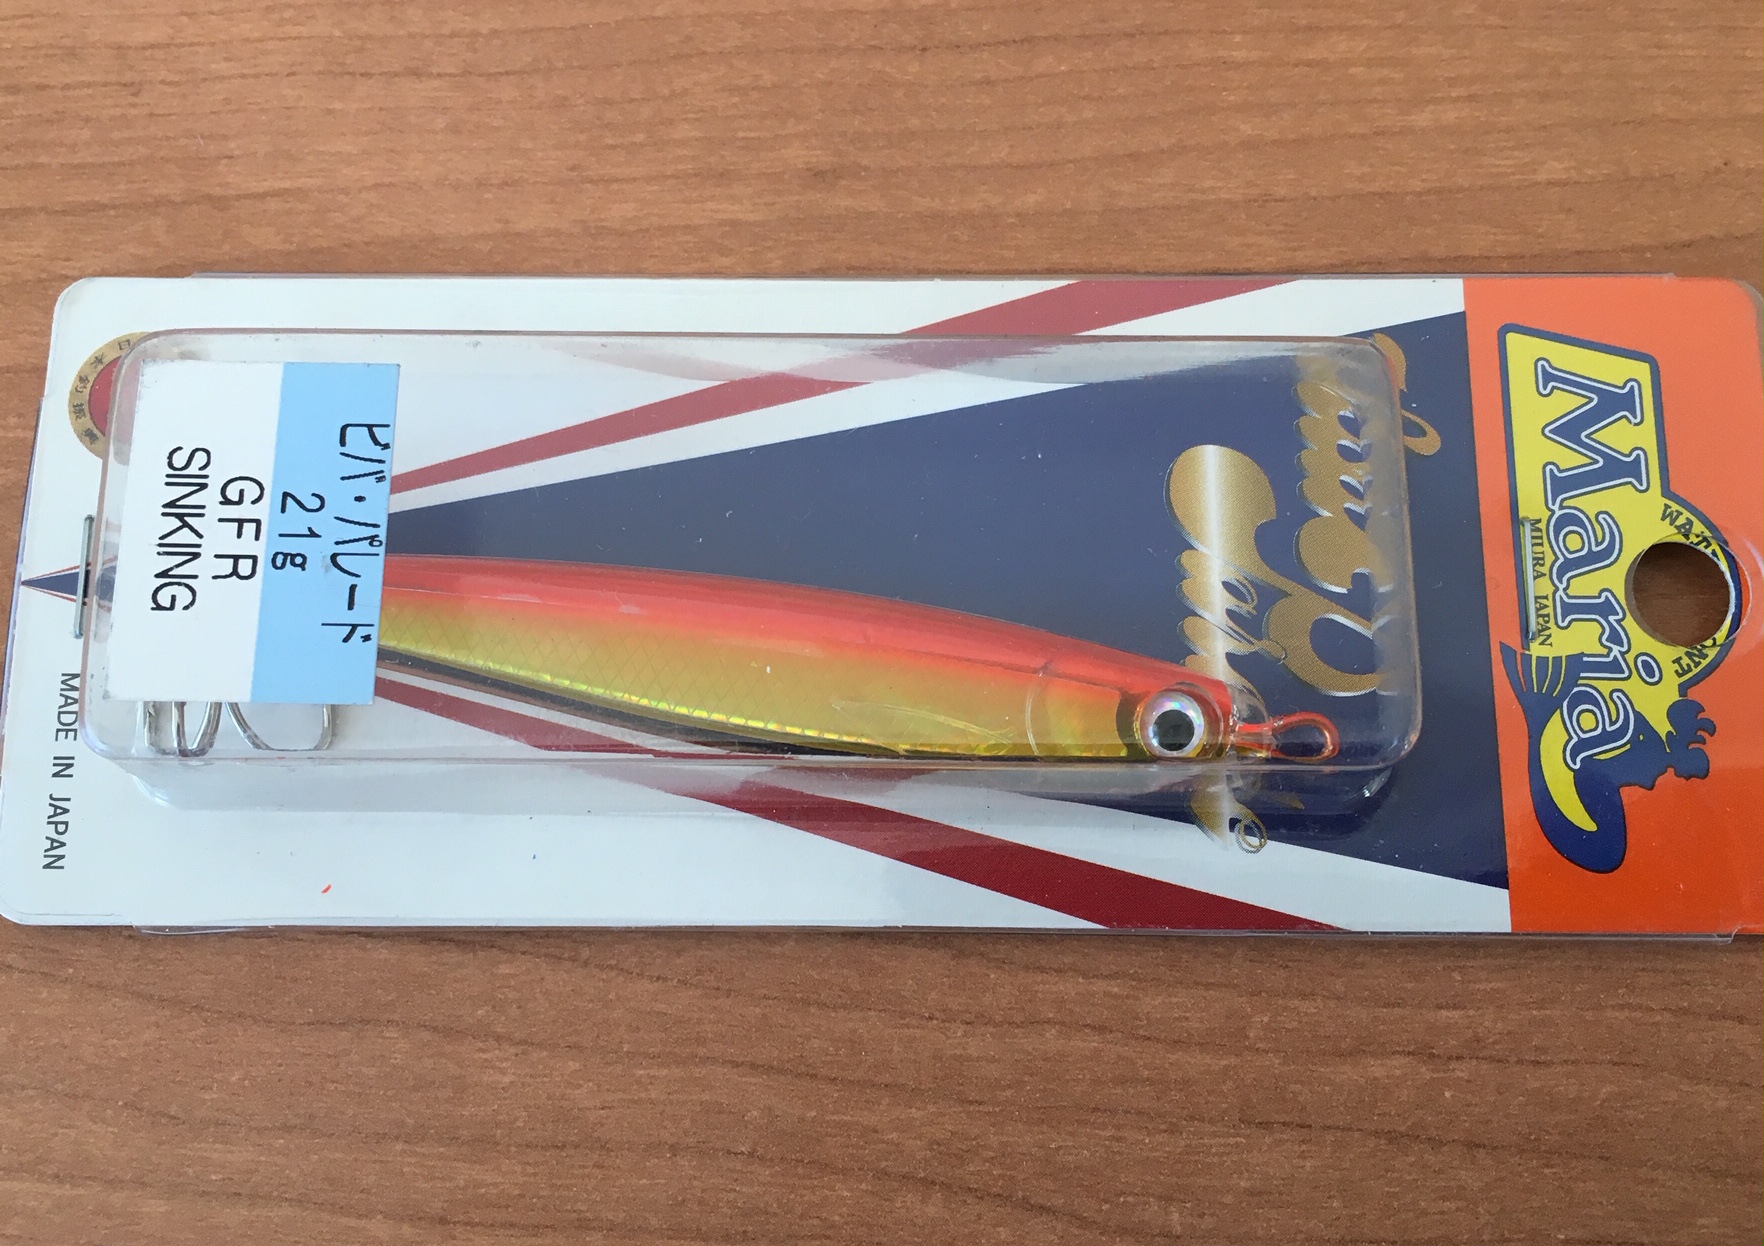 Maria
MIURA JAPAN
ビバ・パレード
21g
GFR
SINKING
MADE IN JAPAN